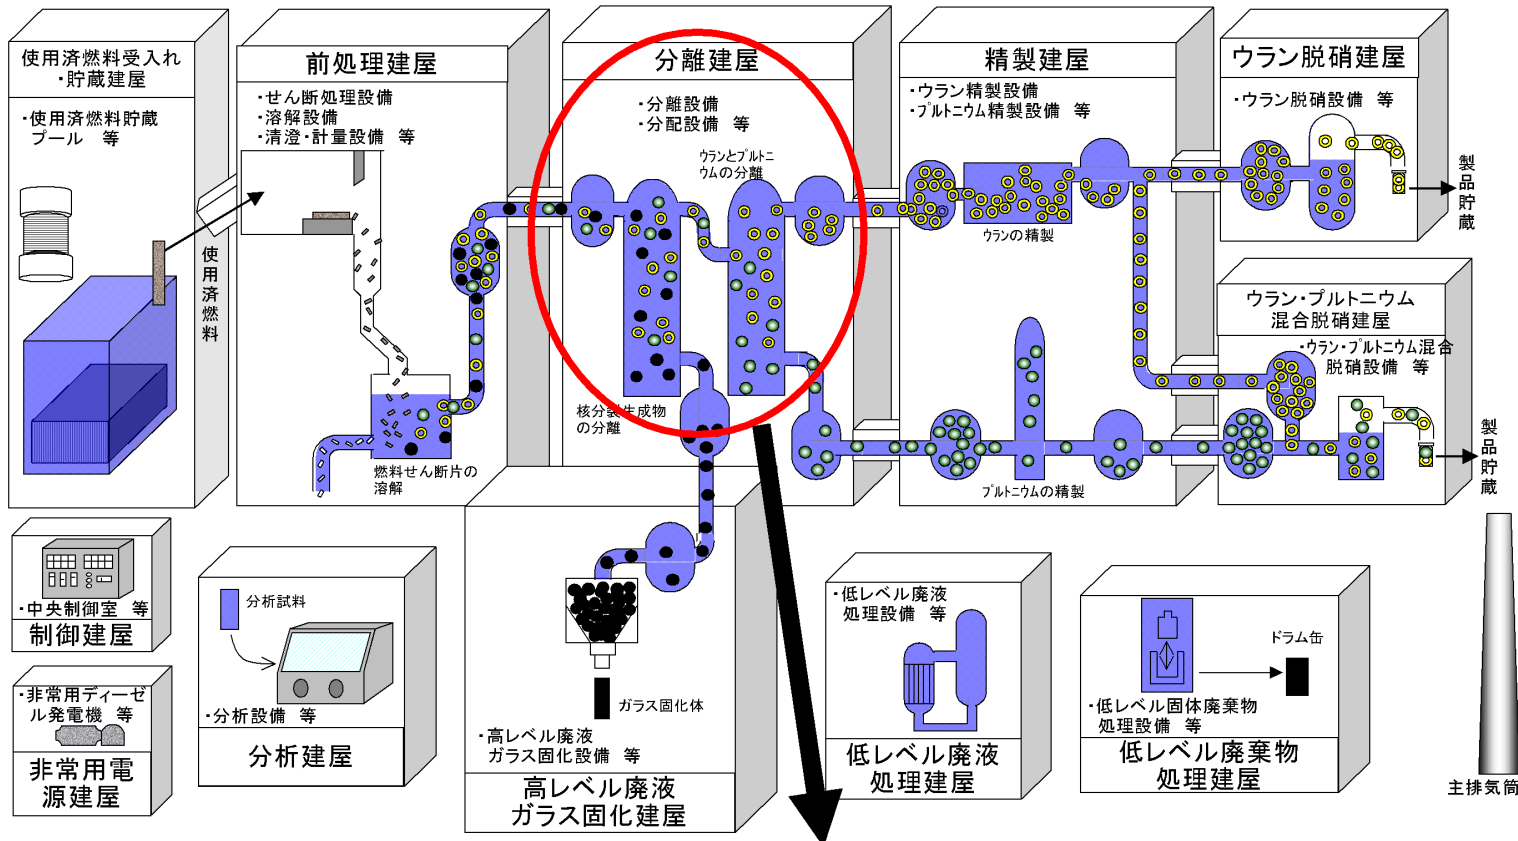 使用済燃料受入れ
・貯蔵建屋
・使用済燃料貯蔵
プール 等
使用済燃料
前処理建屋
・せん断処理設備
・溶解設備
・清澄・計量設備 等
燃料せん断片の
溶解
分離建屋
・分離設備
・分配設備 等
ウランとプルトニ
ウムの分離
核分裂生成物
の分離
精製建屋
・ウラン精製設備
・プルトニウム精製設備 等
ウランの精製
プルトニウムの精製
ウラン脱硝建屋
・ウラン脱硝設備 等
製品貯蔵
ウラン・プルトニウム
混合脱硝建屋
・ウラン・プルトニウム混合
脱硝設備 等
製品貯蔵
・中央制御室 等
制御建屋
・非常用ディーゼ
ル発電機 等
非常用電
源建屋
分析試料
・分析設備 等
分析建屋
ガラス固化体
・高レベル廃液
ガラス固化設備 等
高レベル廃液
ガラス固化建屋
・低レベル廃液
処理設備 等
低レベル廃液
処理建屋
ドラム缶
・低レベル固体廃棄物
処理設備 等
低レベル廃棄物
処理建屋
主排気筒